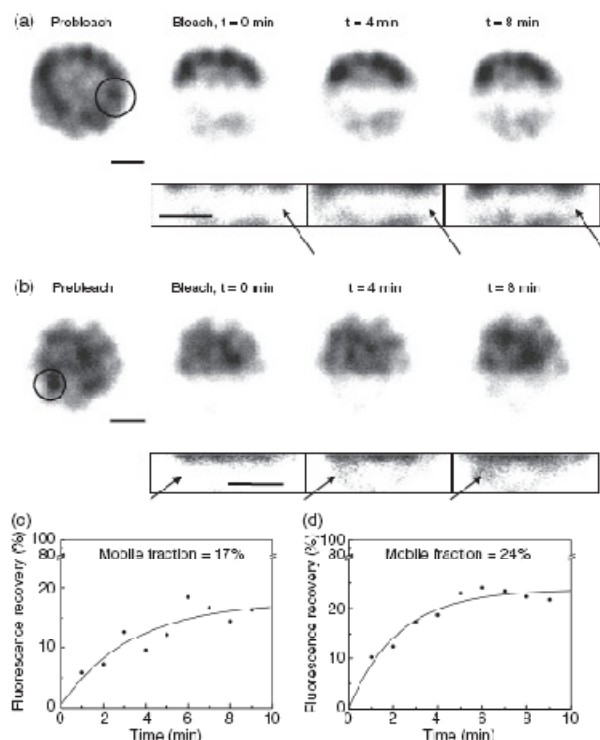 (a) Prebleach Bleach, t = 0 min t = 4 min t = 8 min
(b) Prebleach Bleach, t = 0 min t = 4 min t = 8 min
(c) (d)
Mobile fraction = 17% Mobile fraction = 24%
Fluorescence recovery (%) Fluorescence recovery (%)
100 100
80 80
20 20
10 10
0 0
0 2 4 6 8 10 0 2 4 6 8 10
Time (min) Time (min)